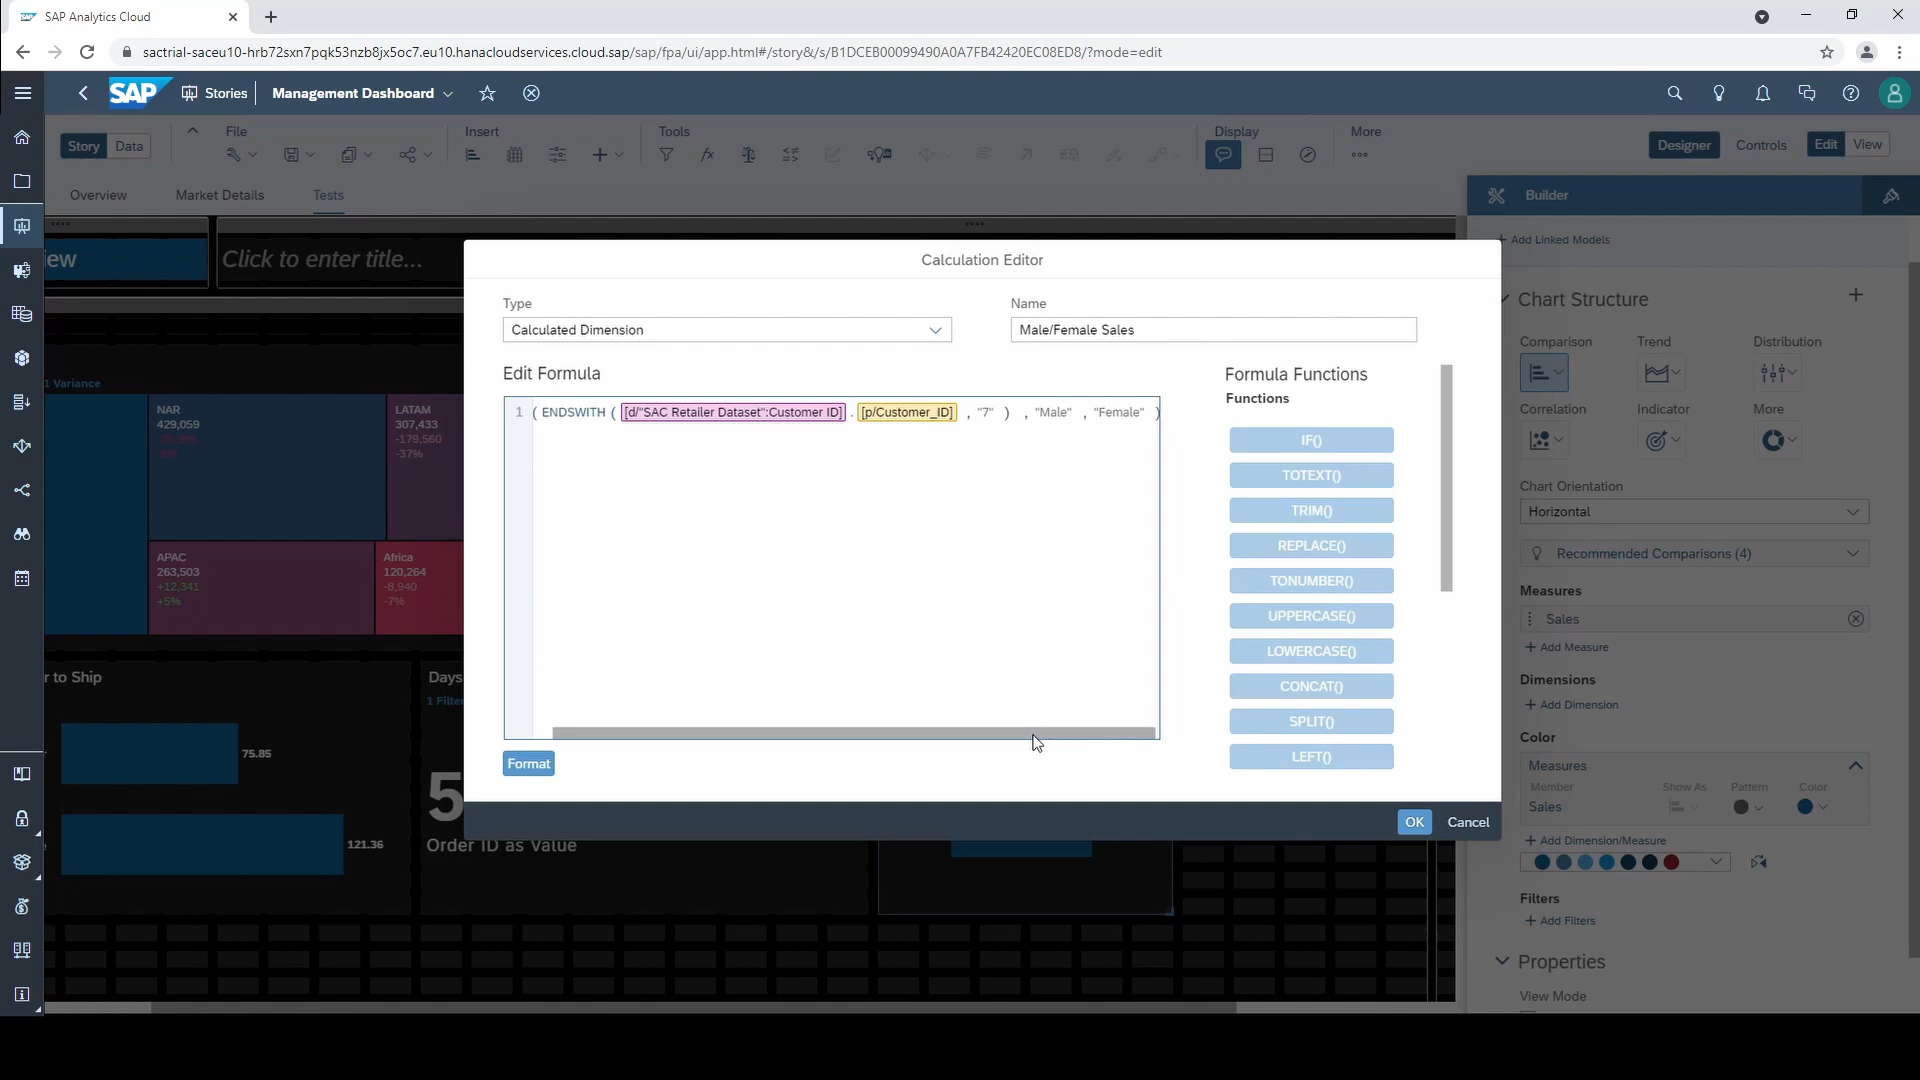 SAP Analytics Cloud
sactrial-saceu10-hrb72sxn7pqk53nzb8jx5oc7.eu10.hanacloudservices.cloud.sap/sap/fpa/ui/app.html#/story&/s/B1DCEB00099490A0A7FB42420EC08ED8/?mode=edit
SAP Stories Management Dashboard
Story Data File Insert Tools Display More Designer Controls Edit View
Overview Market Details Tests
Builder
+ Add Linked Models
iew Click to enter title...
Calculation Editor
Type Name
Calculated Dimension Male/Female Sales
Edit Formula
1 ( ENDSWITH ( [d/"SAC Retailer Dataset":Customer ID] . [p/Customer_ID] , "7" ) , "Male" , "Female" )
Formula Functions
Functions
IF()
TOTEXT()
TRIM()
REPLACE()
TONUMBER()
UPPERCASE()
LOWERCASE()
CONCAT()
SPLIT()
LEFT()
Format
OK Cancel
1 Variance
NAR
429,059
LATAM
307,433
-179,560
-37%
APAC
263,503
+12,341
+5%
Africa
120,264
-8,940
-7%
r to Ship
75.85
121.36
Days
1 Filter
5
Order ID as Value
Chart Structure
Comparison Trend Distribution
Correlation Indicator More
Chart Orientation
Horizontal
Recommended Comparisons (4)
Measures
Sales
+ Add Measure
Dimensions
+ Add Dimension
Color
Measures
Member Show As Pattern Color
Sales
+ Add Dimension/Measure
Filters
+ Add Filters
Properties
View Mode